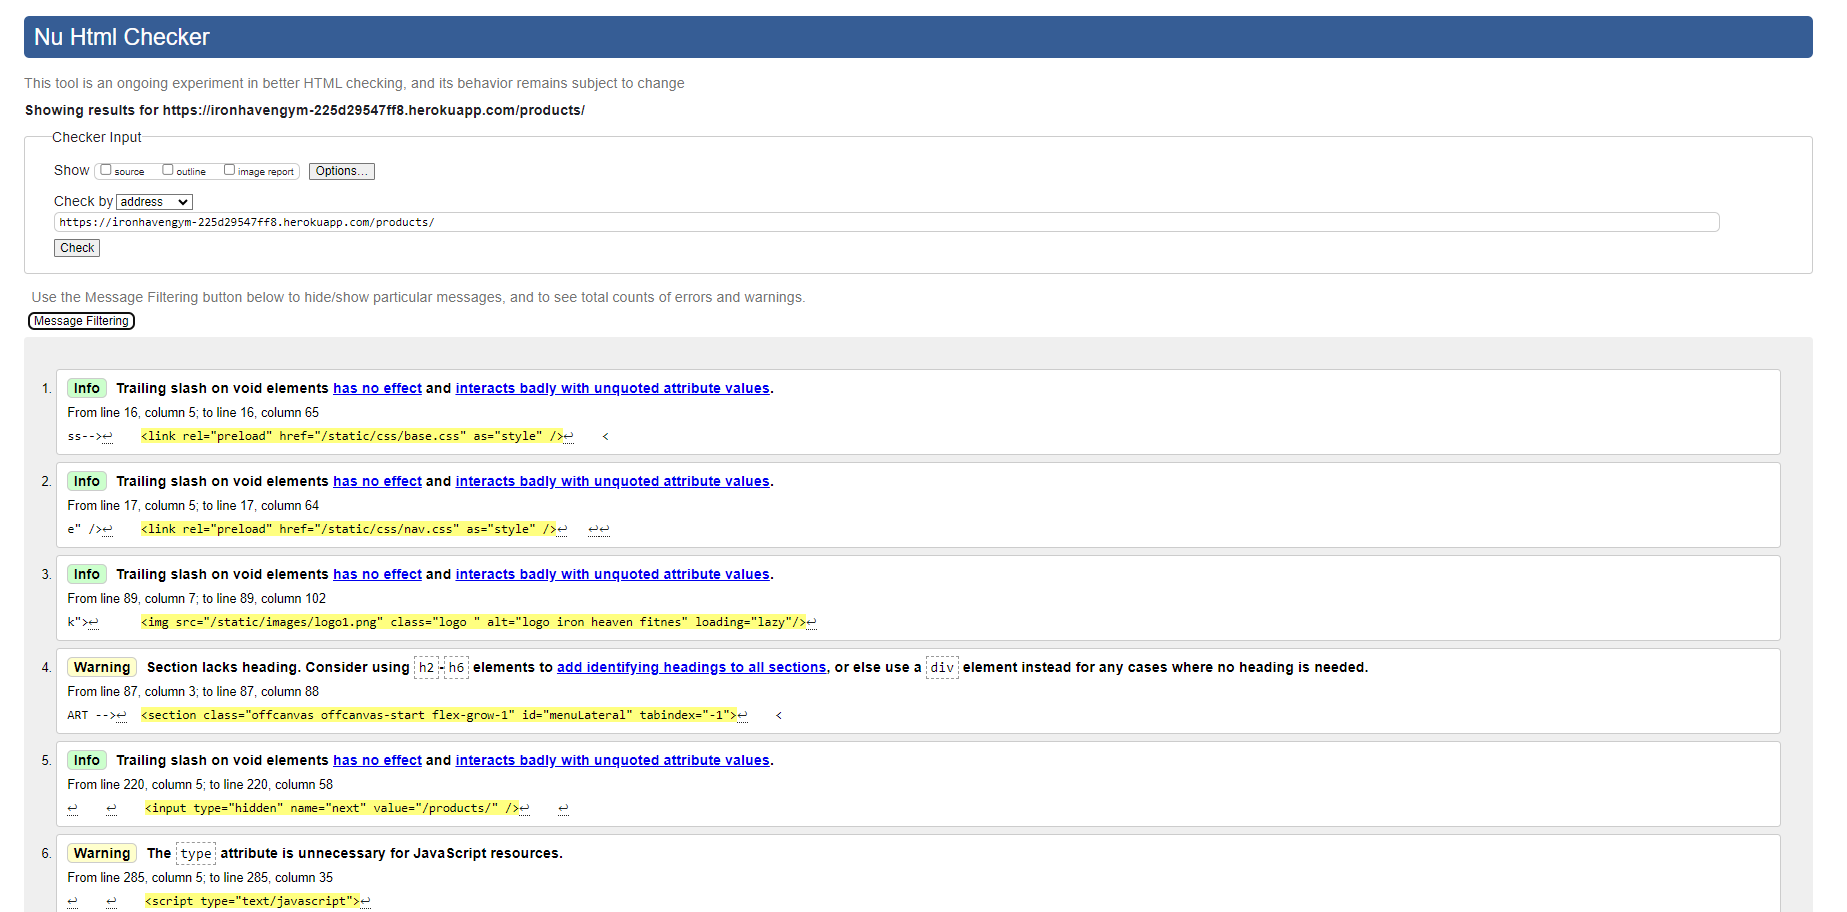 Nu Html Checker
This tool is an ongoing experiment in better HTML checking, and its behavior remains subject to change
Showing results for https://ironhavengym-225d29547ff8.herokuapp.com/products/
Checker Input
Show source outline image report Options...
Check by address
https://ironhavengym-225d29547ff8.herokuapp.com/products/
Check
Use the Message Filtering button below to hide/show particular messages, and to see total counts of errors and warnings.
Message Filtering
1. Info Trailing slash on void elements has no effect and interacts badly with unquoted attribute values.
From line 16, column 5; to line 16, column 65
ss-->↩ <link rel="preload" href="/static/css/base.css" as="style" />↩ <
2. Info Trailing slash on void elements has no effect and interacts badly with unquoted attribute values.
From line 17, column 5; to line 17, column 64
e" />↩ <link rel="preload" href="/static/css/nav.css" as="style" />↩ ↩↩
3. Info Trailing slash on void elements has no effect and interacts badly with unquoted attribute values.
From line 89, column 7; to line 89, column 102
k">↩ <img src="/static/images/logo1.png" class="logo " alt="logo iron heaven fitnes" loading="lazy"/>↩
4. Warning Section lacks heading. Consider using h2-h6 elements to add identifying headings to all sections, or else use a div element instead for any cases where no heading is needed.
From line 87, column 3; to line 87, column 88
ART -->↩ <section class="offcanvas offcanvas-start flex-grow-1" id="menuLateral" tabindex="-1">↩ <
5. Info Trailing slash on void elements has no effect and interacts badly with unquoted attribute values.
From line 220, column 5; to line 220, column 58
↩ ↩ <input type="hidden" name="next" value="/products/" />↩ ↩
6. Warning The type attribute is unnecessary for JavaScript resources.
From line 285, column 5; to line 285, column 35
↩ ↩ <script type="text/javascript">↩